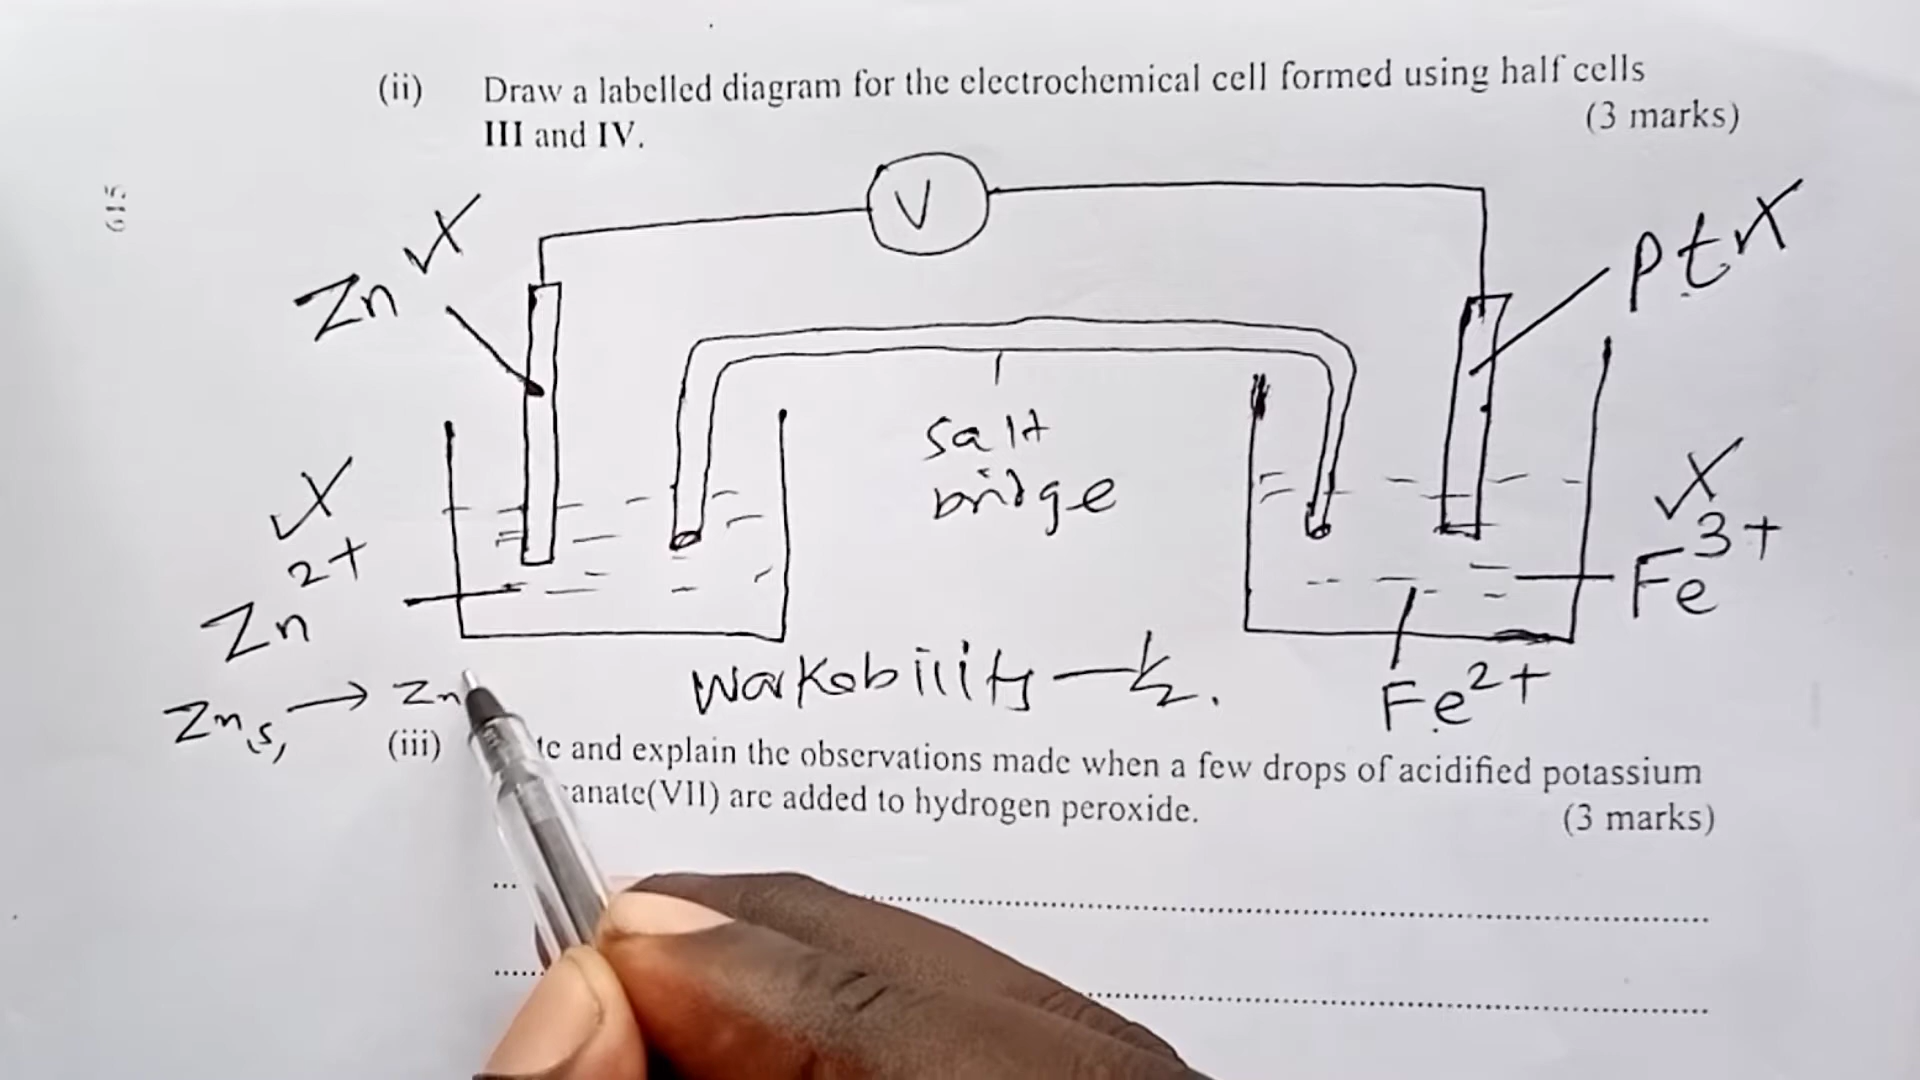 (ii) Draw a labelled diagram for the electrochemical cell formed using half cells
III and IV.
(3 marks)
615
V
Zn
Pt
Salt
bridge
Zn2+
Fe3+
Fe2+
Workability – 1/2.
Zn(s) → Zn
(iii) and explain the observations made when a few drops of acidified potassium
(VII) are added to hydrogen peroxide.
(3 marks)